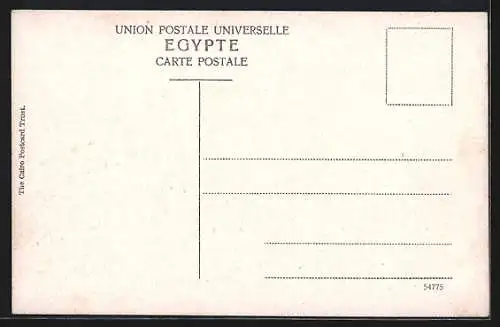 UNION POSTALE UNIVERSELLE
EGYPTE
CARTE POSTALE
The Cairo Postcard Trust.
54775